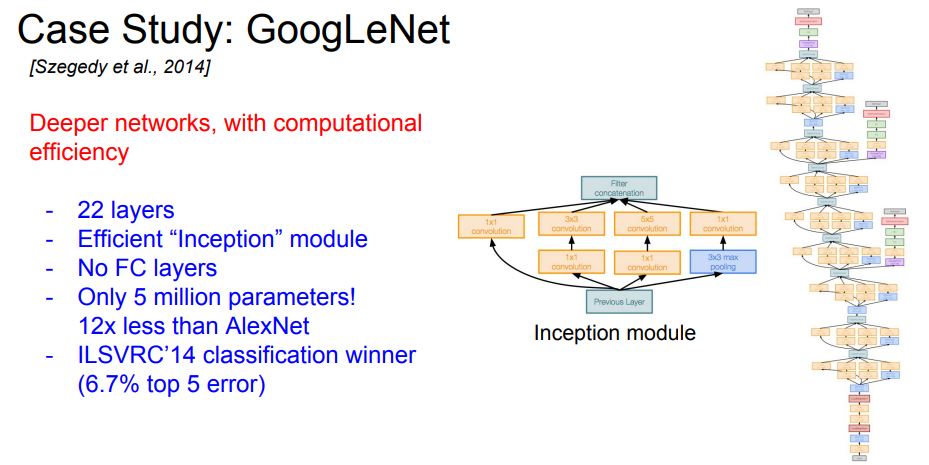 Case Study: GoogLeNet
[Szegedy et al., 2014]
Deeper networks, with computational
efficiency
- 22 layers
- Efficient “Inception” module
- No FC layers
- Only 5 million parameters!
12x less than AlexNet
- ILSVRC’14 classification winner
(6.7% top 5 error)
Filter
concatenation
1x1
convolution
3x3
convolution
5x5
convolution
1x1
convolution
1x1
convolution
1x1
convolution
3x3 max
pooling
Previous Layer
Inception module